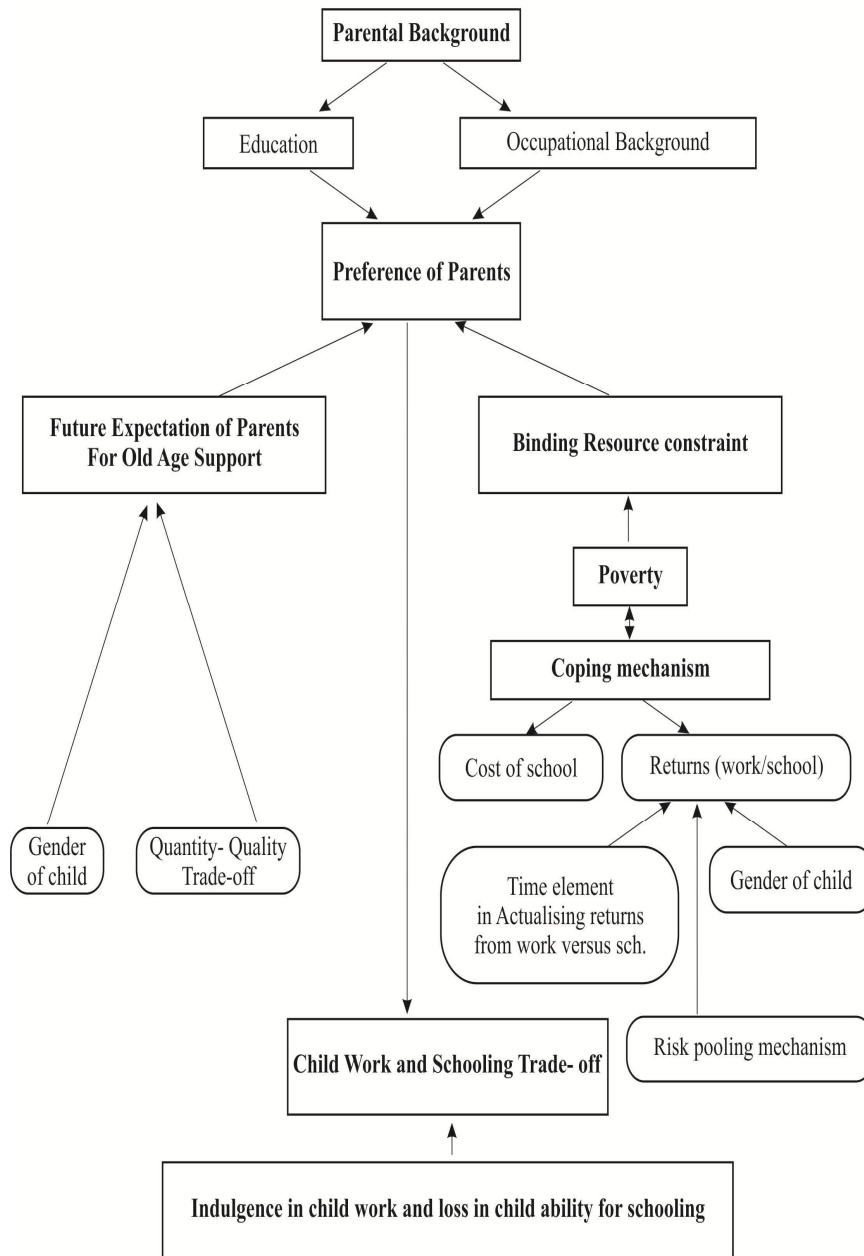 Parental Background
Education
Occupational Background
Preference of Parents
Future Expectation of Parents
For Old Age Support
Binding Resource constraint
Poverty
Coping mechanism
Cost of school
Returns (work/school)
Gender
of child
Quantity- Quality
Trade-off
Time element
in Actualising returns
from work versus sch.
Gender of child
Risk pooling mechanism
Child Work and Schooling Trade- off
Indulgence in child work and loss in child ability for schooling